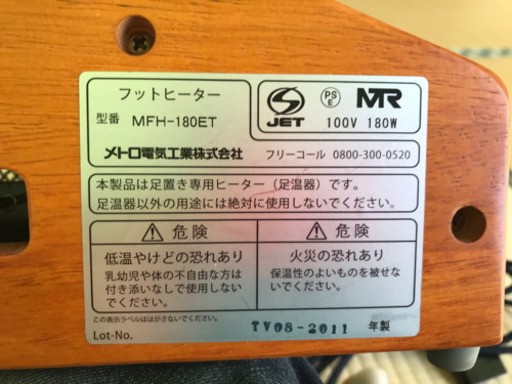 フットヒーター
型番 MFH-180ET
JET
PSE
MTR
100V 180W
メトロ電気工業株式会社 フリーコール 0800-300-0520
本製品は足置き専用ヒーター（足温器）です。
足温器以外の用途には絶対に使用しないでください。
危険
低温やけどの恐れあり
乳幼児や体の不自由な方は
付き添いなしで使用しない
でください。
危険
火災の恐れあり
保温性のよいものを被せな
いでください。
この表示ラベルははがさないでください。
Lot-No. TV08-2011 年製